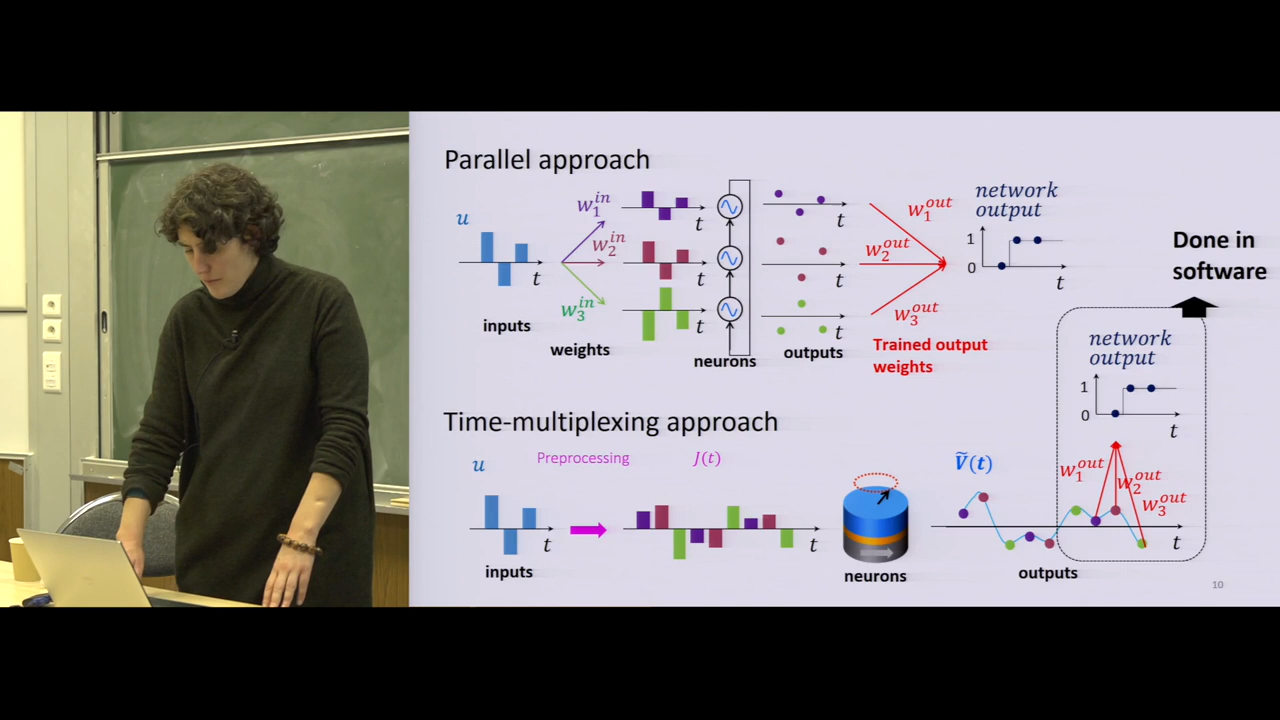 Parallel approach
u
t
inputs
w₁ⁱⁿ
w₂ⁱⁿ
w₃ⁱⁿ
weights
t
t
t
neurons
t
t
t
outputs
w₁ᵒᵘᵗ
w₂ᵒᵘᵗ
w₃ᵒᵘᵗ
Trained output
weights
network
output
1
0
t
Done in
software
Time-multiplexing approach
u
t
inputs
Preprocessing
J(t)
t
neurons
Ṽ(t)
outputs
network
output
1
0
t
w₁ᵒᵘᵗ
w₂ᵒᵘᵗ
w₃ᵒᵘᵗ
t
10